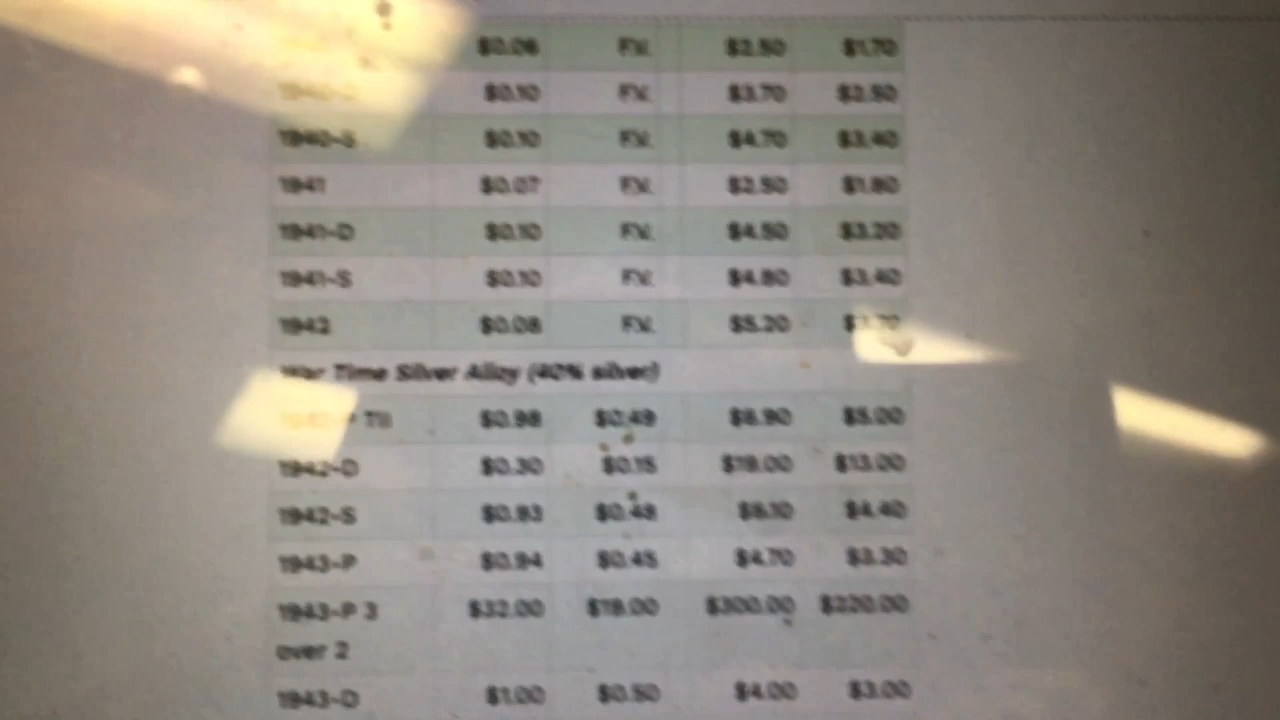 $0.06 F.V. $2.50 $1.70
$0.10 F.V. $3.70 $2.50
1940-S $0.10 F.V. $4.70 $3.40
1941 $0.07 F.V. $2.50 $1.80
1941-D $0.10 F.V. $4.50 $3.20
1941-S $0.10 F.V. $4.80 $3.40
1942 $0.08 F.V. $5.20
War Time Silver Alloy (40% silver)
TII $0.98 $0.49 $6.90 $5.00
1942-D $0.30 $0.15 $13.00
1942-S $0.93 $0.48 $6.10 $4.40
1943-P $0.94 $0.45 $4.70 $3.30
1943-P 3 $32.00 $300.00 $220.00
over 2
1943-D $1.00 $0.50 $4.00 $3.00